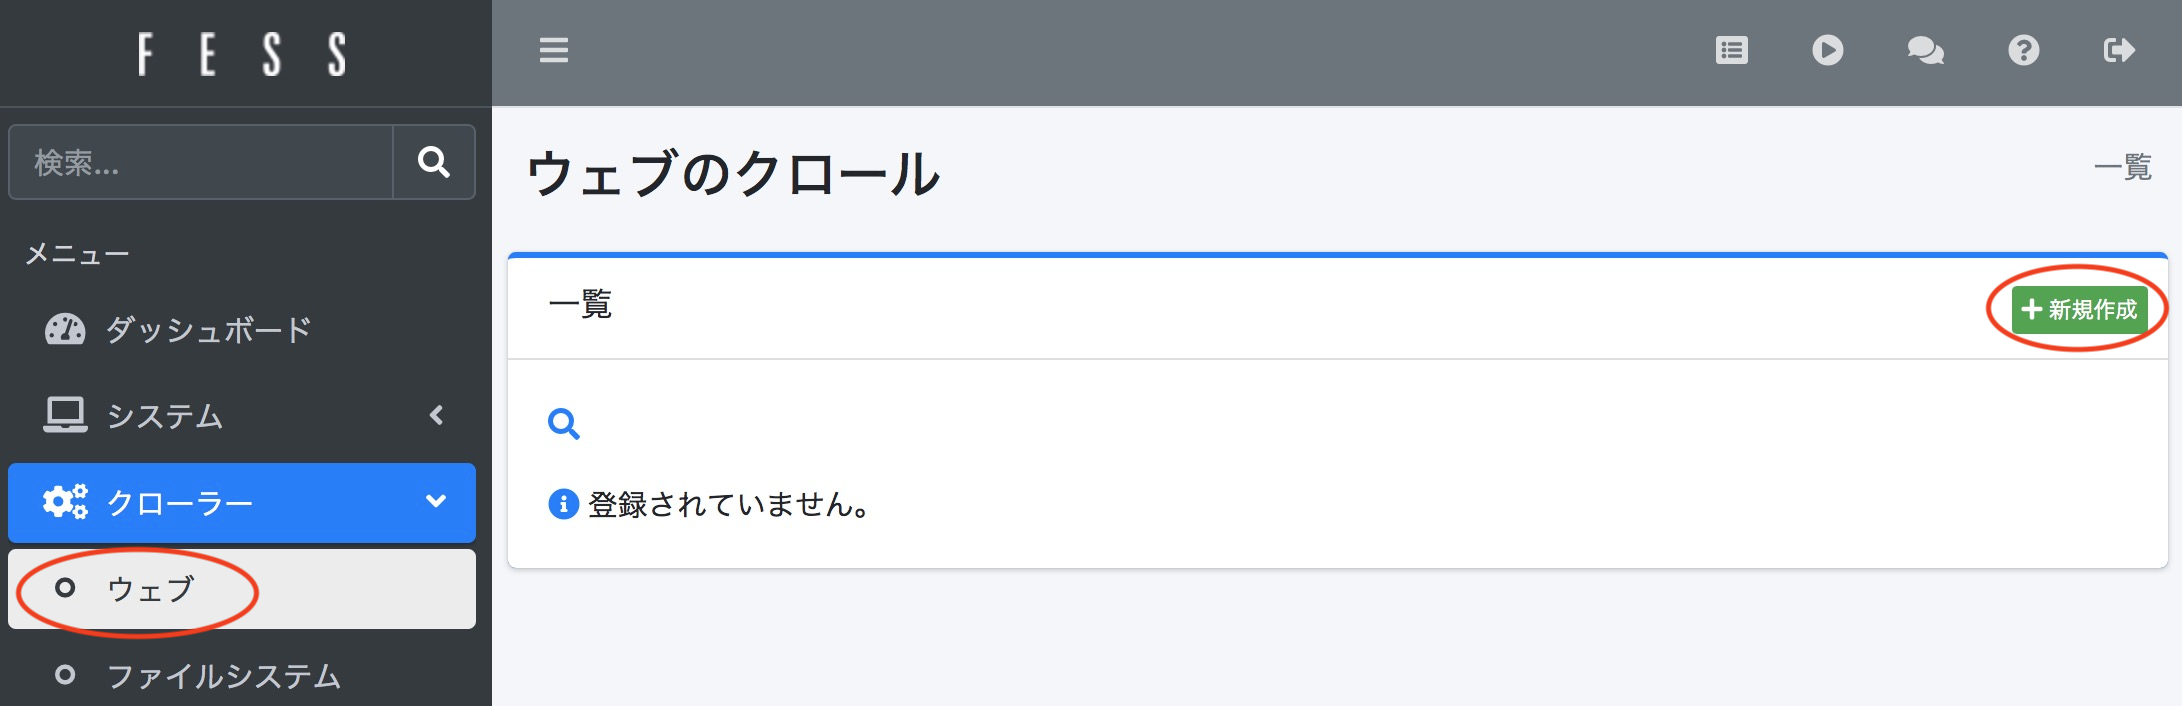 FESS
検索...
メニュー
ダッシュボード
システム
クローラー
ウェブ
ファイルシステム
ウェブのクロール
一覧
一覧
新規作成
登録されていません。